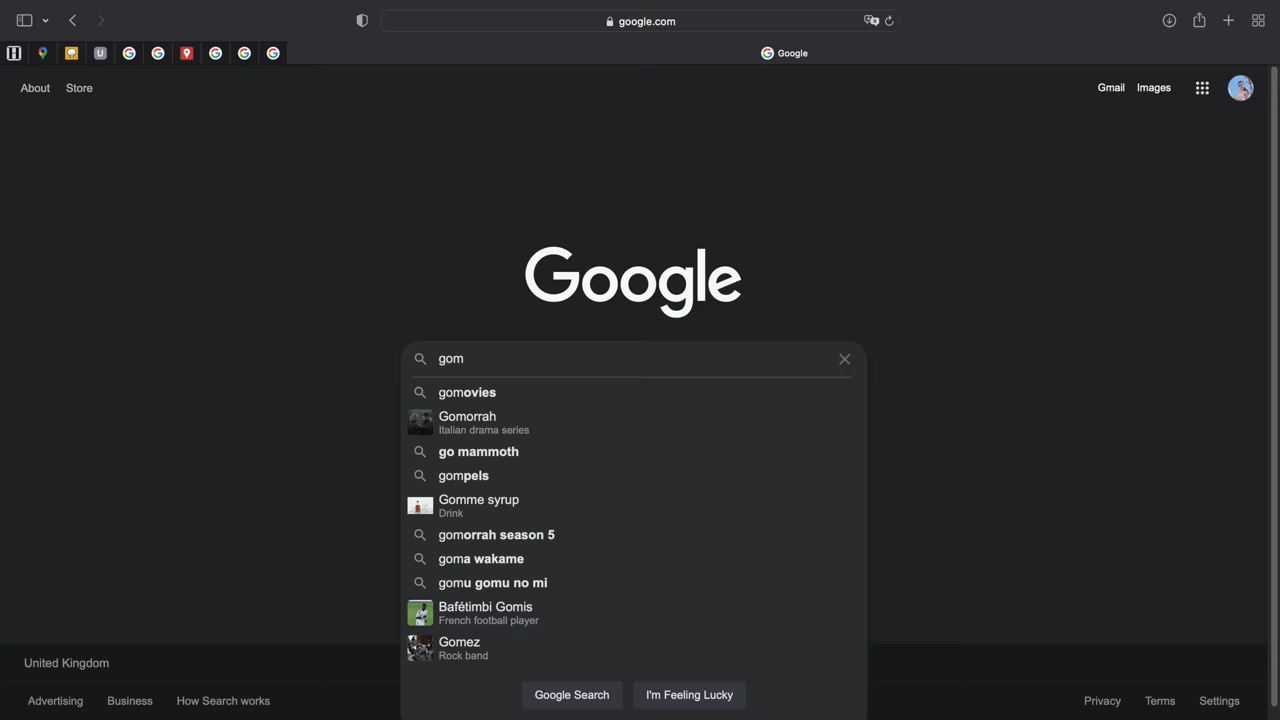 google.com
Google
About
Store
Gmail
Images
Google
gom
gomovies
Gomorrah
Italian drama series
go mammoth
gompels
Gomme syrup
Drink
gomorrah season 5
goma wakame
gomu gomu no mi
Bafétimbi Gomis
French football player
Gomez
Rock band
Google Search
I'm Feeling Lucky
United Kingdom
Advertising
Business
How Search works
Privacy
Terms
Settings